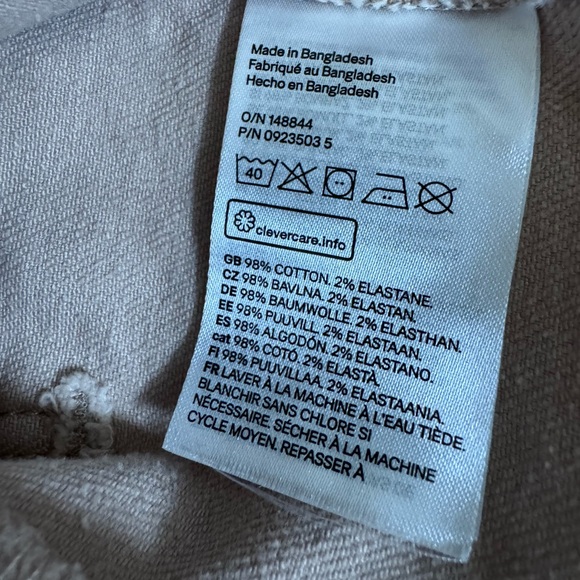 Made in Bangladesh
Fabriqué au Bangladesh
Hecho en Bangladesh
O/N 148844
P/N 0923503 5
40
clevercare.info
GB 98% COTTON. 2% ELASTANE.
CZ 98% BAVLNA. 2% ELASTAN.
DE 98% BAUMWOLLE. 2% ELASTHAN.
EE 98% PUUVILL. 2% ELASTAAN.
ES 98% ALGODÓN. 2% ELASTANO.
cat 98% COTÓ. 2% ELASTÀ.
FI 98% PUUVILLAA. 2% ELASTAANIA.
FR LAVER À LA MACHINE À L'EAU TIÈDE.
BLANCHIR SANS CHLORE SI
NÉCESSAIRE. SÉCHER À LA MACHINE
CYCLE MOYEN. REPASSER À